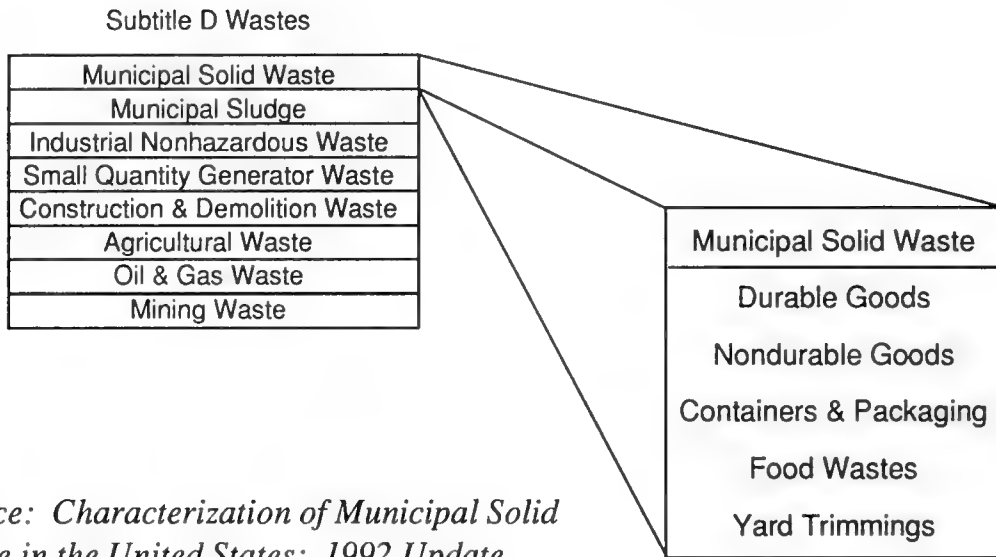 Subtitle D Wastes
Municipal Solid Waste
Municipal Sludge
Industrial Nonhazardous Waste
Small Quantity Generator Waste
Construction & Demolition Waste
Agricultural Waste
Oil & Gas Waste
Mining Waste
Municipal Solid Waste
Durable Goods
Nondurable Goods
Containers & Packaging
Food Wastes
Yard Trimmings
Characterization of Municipal Solid
in the United States: 1992 Update